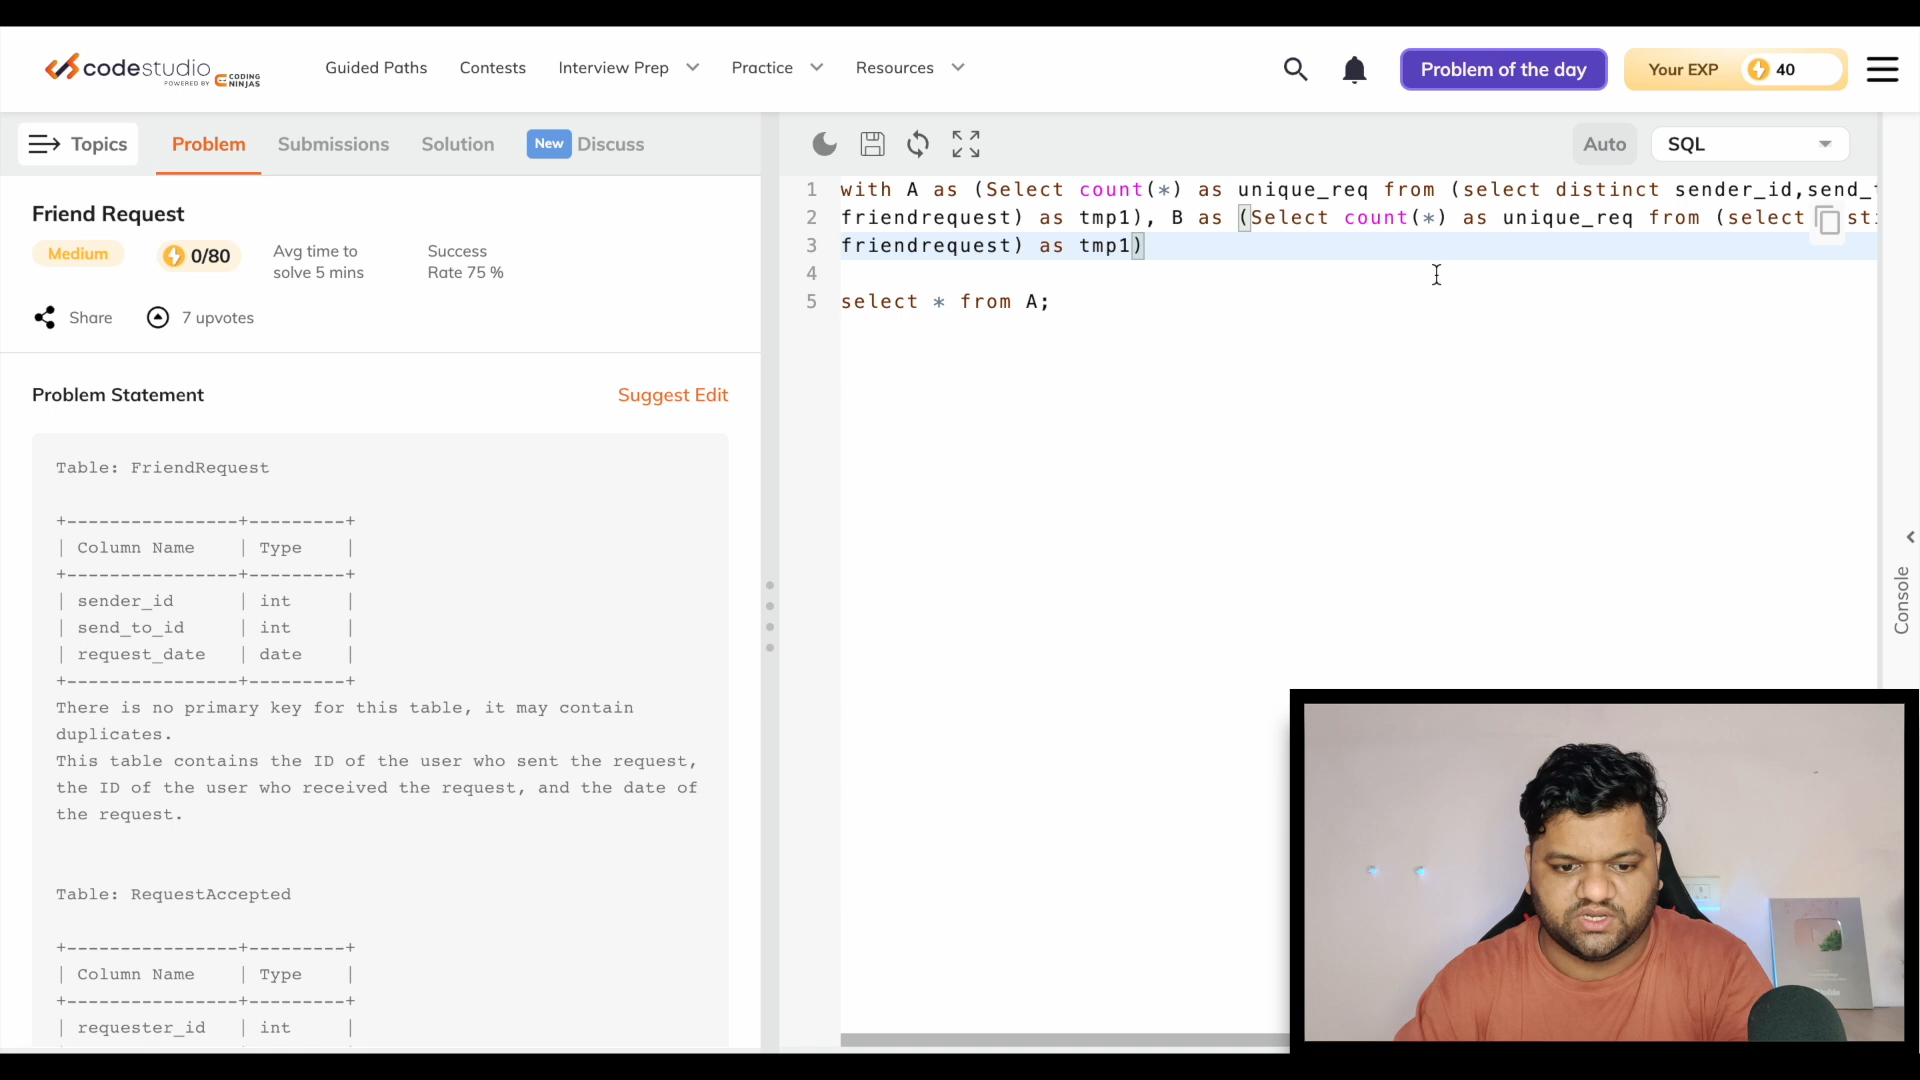 codestudio
POWERED BY CODING NINJAS
Guided Paths
Contests
Interview Prep
Practice
Resources
Problem of the day
Your EXP
40
Topics
Problem
Submissions
Solution
New
Discuss
Auto
SQL
Friend Request
Medium
0/80
Avg time to
solve 5 mins
Success
Rate 75 %
Share
7 upvotes
Problem Statement
Suggest Edit
Table: FriendRequest
+----------------+---------+
| Column Name | Type |
+----------------+---------+
| sender_id | int |
| send_to_id | int |
| request_date | date |
+----------------+---------+
There is no primary key for this table, it may contain
duplicates.
This table contains the ID of the user who sent the request,
the ID of the user who received the request, and the date of
the request.
Table: RequestAccepted
+----------------+---------+
| Column Name | Type |
+----------------+---------+
| requester_id | int |
1 with A as (Select count(*) as unique_req from (select distinct sender_id,send_
2 friendrequest) as tmp1), B as (Select count(*) as unique_req from (select
3 friendrequest) as tmp1)
4
5 select * from A;
Console